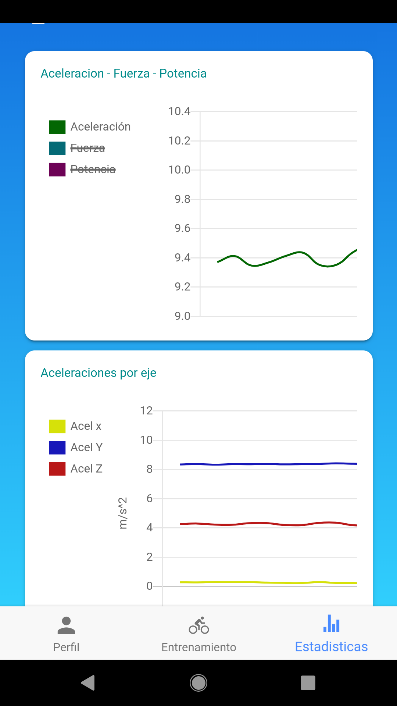 Aceleracion - Fuerza - Potencia
Aceleración
Fuerza
Potencia
10.4
10.2
10.0
9.8
9.6
9.4
9.2
9.0
Aceleraciones por eje
Acel x
Acel Y
Acel Z
m/s^2
12
10
8
6
4
2
0
Perfil
Entrenamiento
Estadisticas